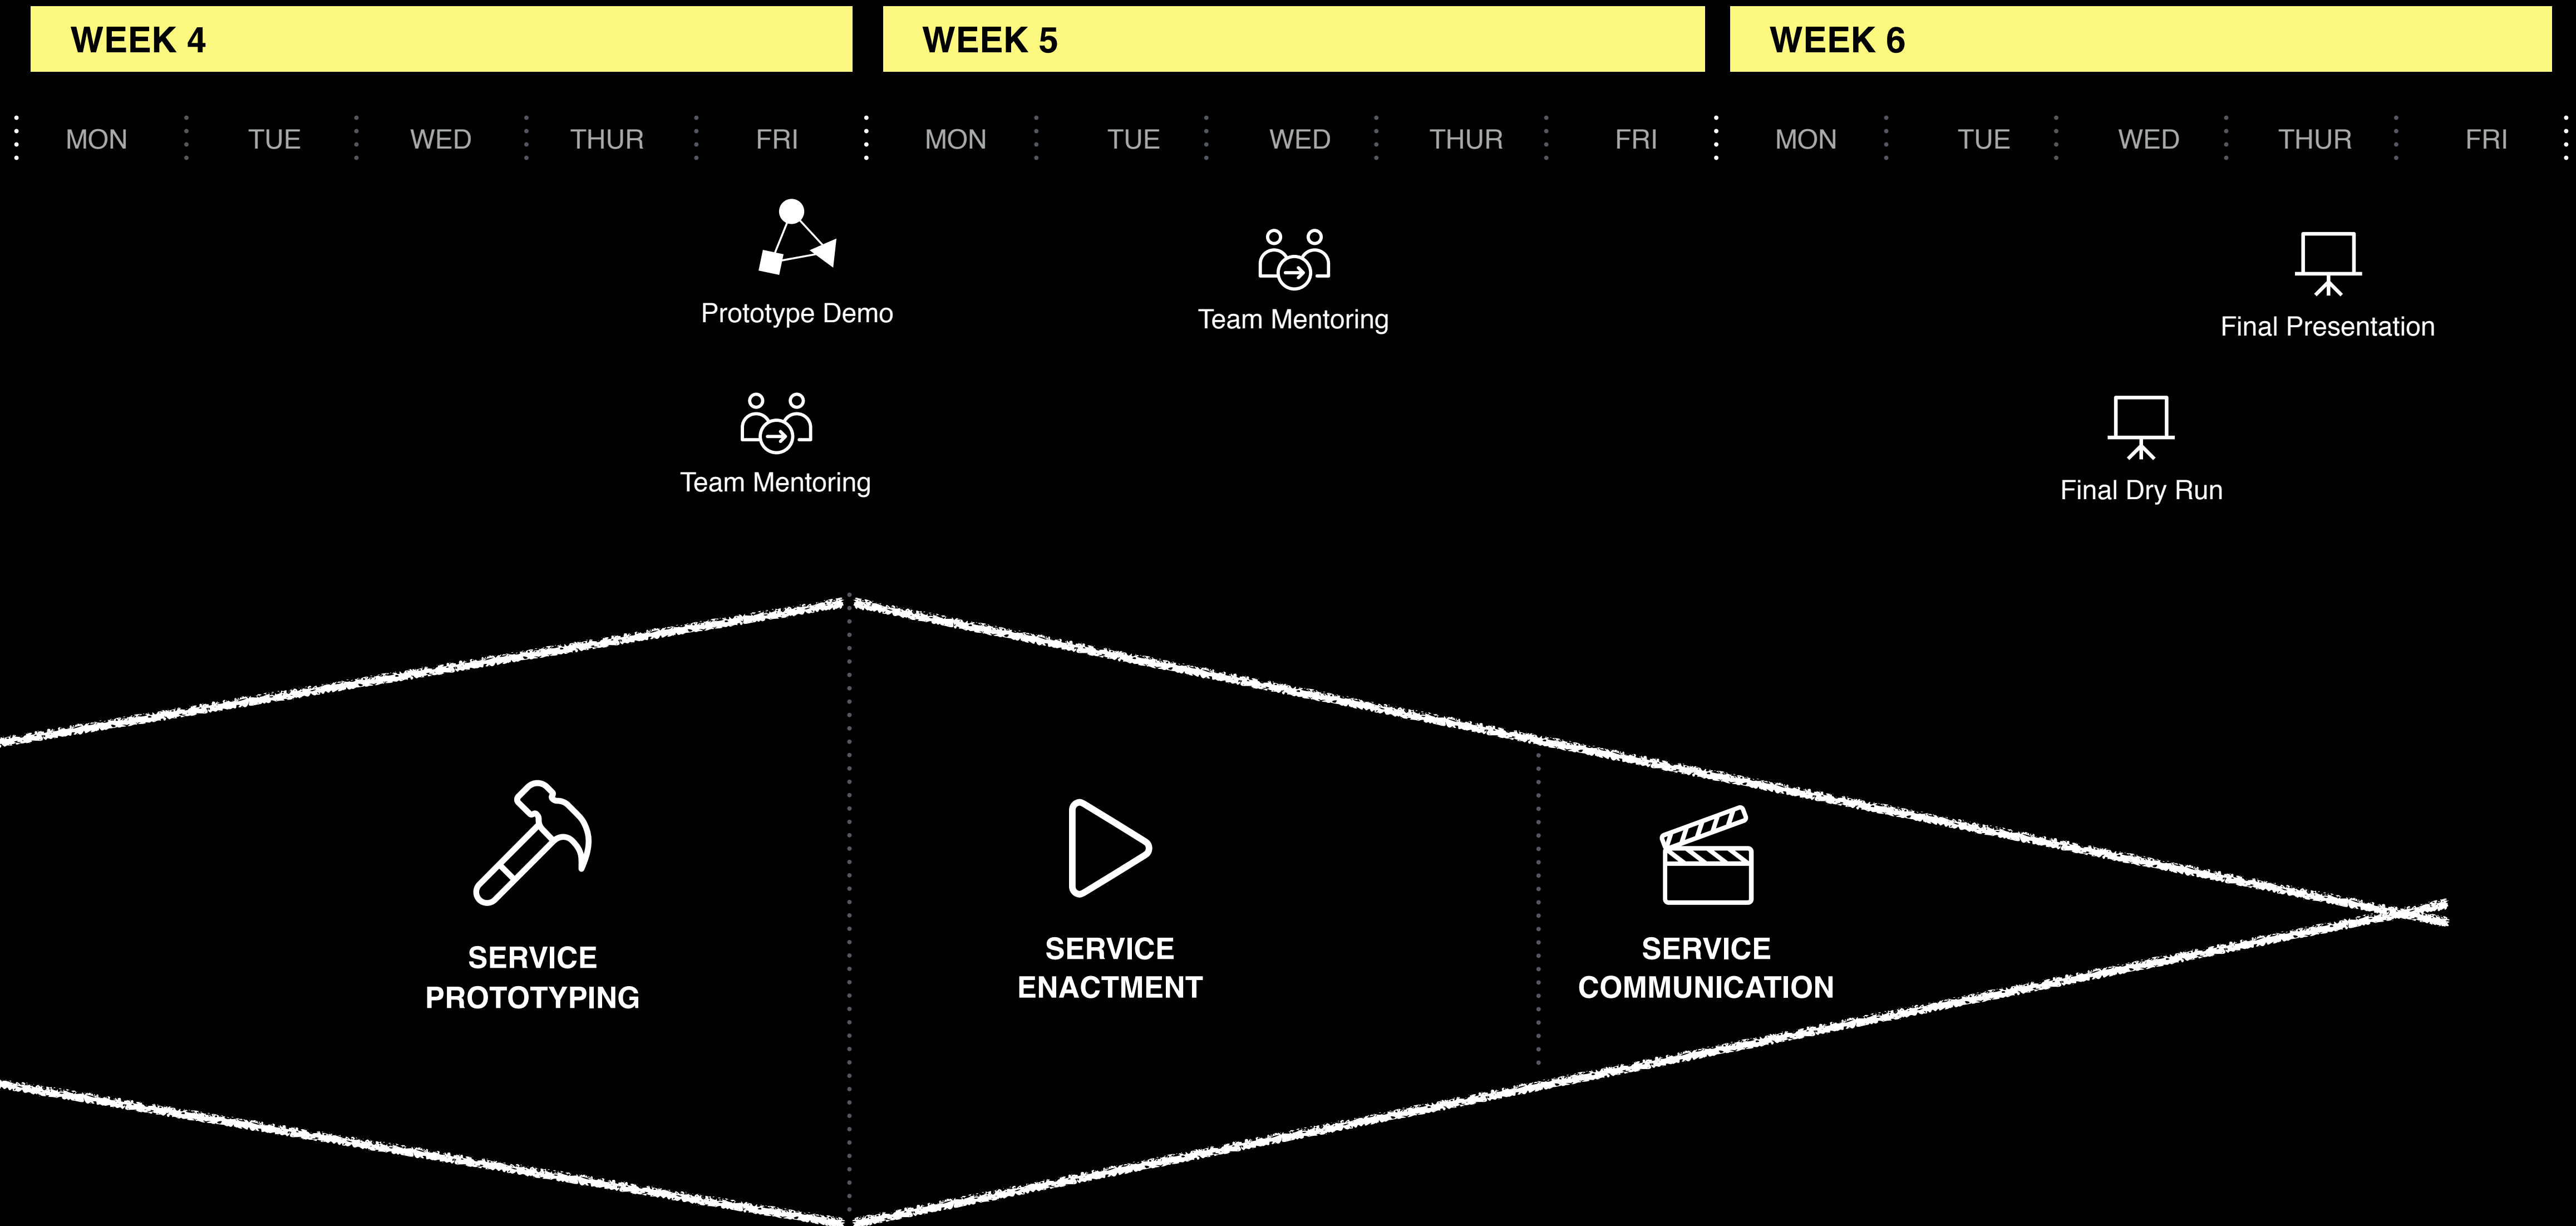 WEEK 4
WEEK 5
WEEK 6
MON TUE WED THUR FRI MON TUE WED THUR FRI MON TUE WED THUR FRI
Prototype Demo
Team Mentoring
Final Presentation
Team Mentoring
Final Dry Run
SERVICE
PROTOTYPING
SERVICE
ENACTMENT
SERVICE
COMMUNICATION